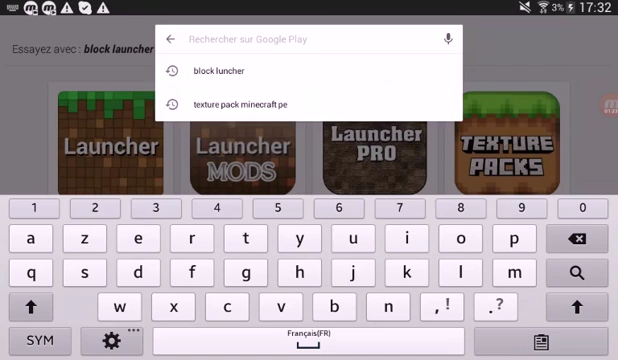 3% 17:32
Rechercher sur Google Play
Essayez avec : block launcher
block luncher
texture pack minecraft pe
Launcher
Launcher
MODS
Launcher
PRO
TEXTURE
PACKS
1 2 3 4 5 6 7 8 9 0
a z e r t y u i o p
q s d f g h j k l m
w x c v b n , ! . ?
SYM
Français(FR)